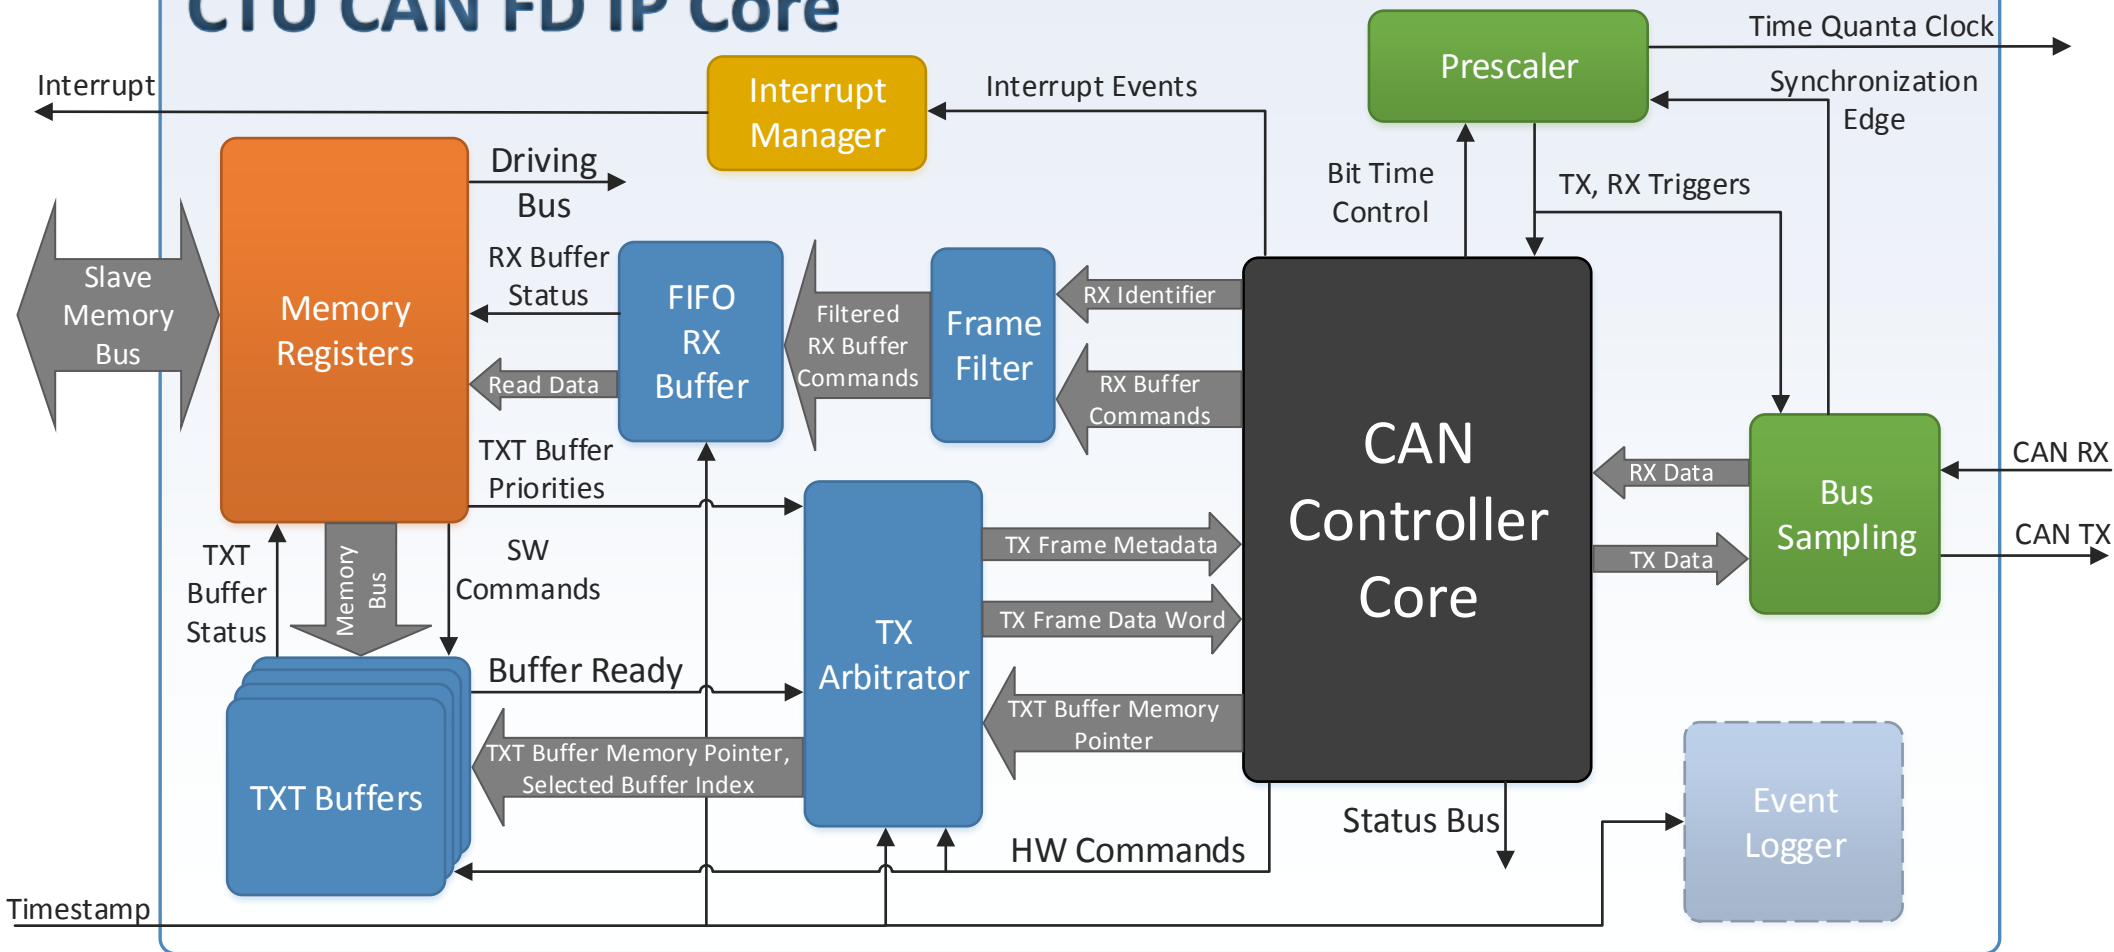 CTU CAN FD IP Core
Time Quanta Clock
Prescaler
Interrupt
Interrupt
Manager
Interrupt Events
Synchronization
Edge
Driving
Bus
Bit Time
Control
TX, RX Triggers
Slave
Memory
Bus
Memory
Registers
RX Buffer
Status
FIFO
RX
Buffer
Filtered
RX Buffer
Commands
Frame
Filter
RX Identifier
RX Buffer
Commands
Read Data
CAN
Controller
Core
TXT Buffer
Priorities
RX Data
TX Data
Bus
Sampling
CAN RX
CAN TX
TXT
Buffer
Status
Memory
Bus
SW
Commands
TX Frame Metadata
TX Frame Data Word
TX
Arbitrator
Buffer Ready
TXT Buffer Memory
Pointer
TXT Buffer Memory Pointer,
Selected Buffer Index
TXT Buffers
Status Bus
HW Commands
Event
Logger
Timestamp